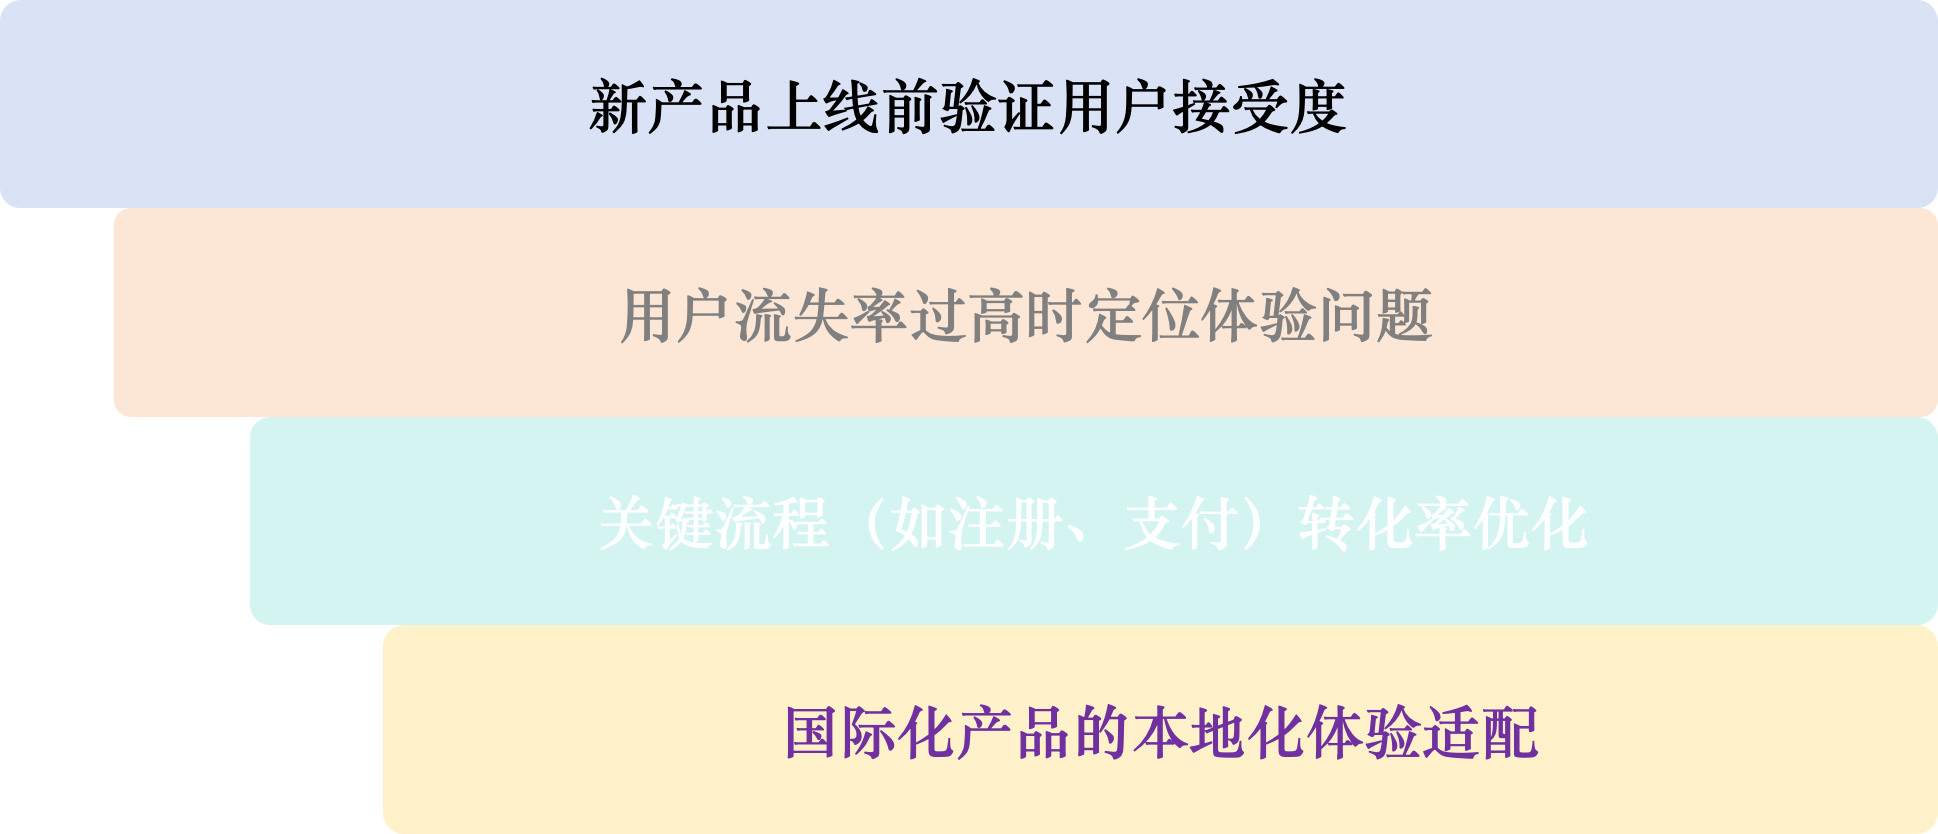 新产品上线前验证用户接受度
用户流失率过高时定位体验问题
关键流程（如注册、支付）转化率优化
国际化产品的本地化体验适配